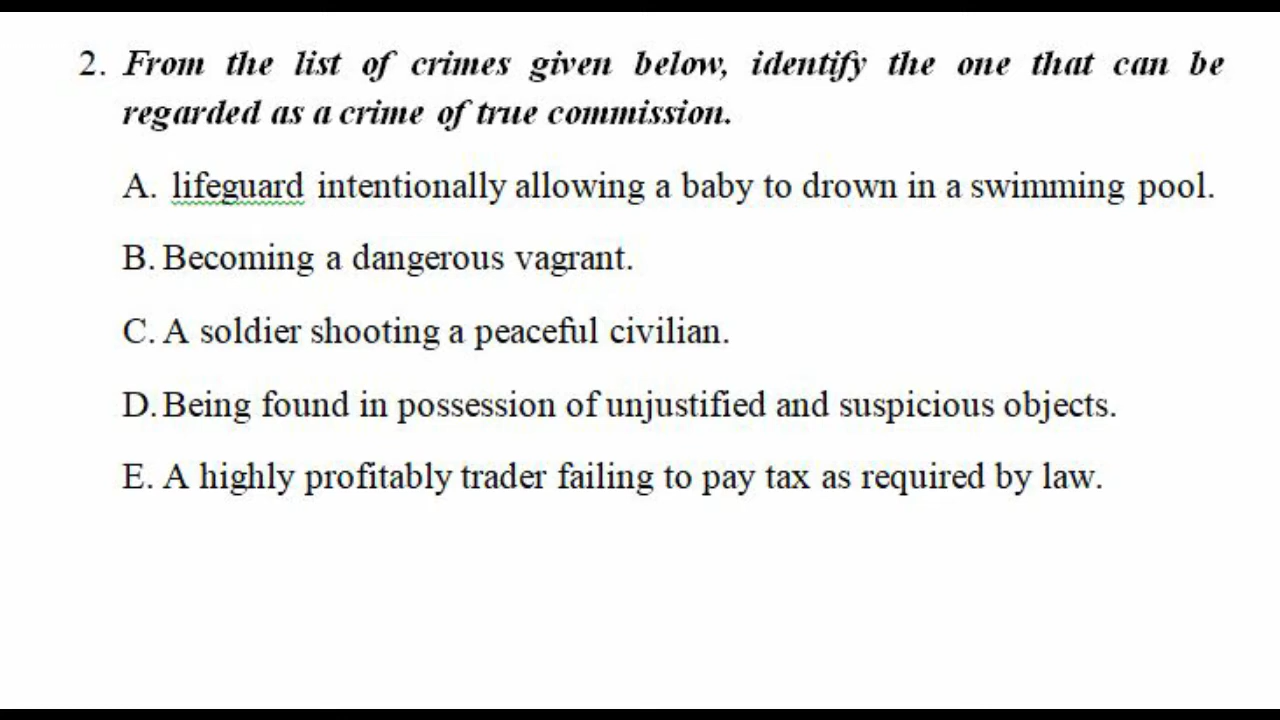 2. From the list of crimes given below, identify the one that can be
regarded as a crime of true commission.
A. lifeguard intentionally allowing a baby to drown in a swimming pool.
B. Becoming a dangerous vagrant.
C. A soldier shooting a peaceful civilian.
D. Being found in possession of unjustified and suspicious objects.
E. A highly profitably trader failing to pay tax as required by law.